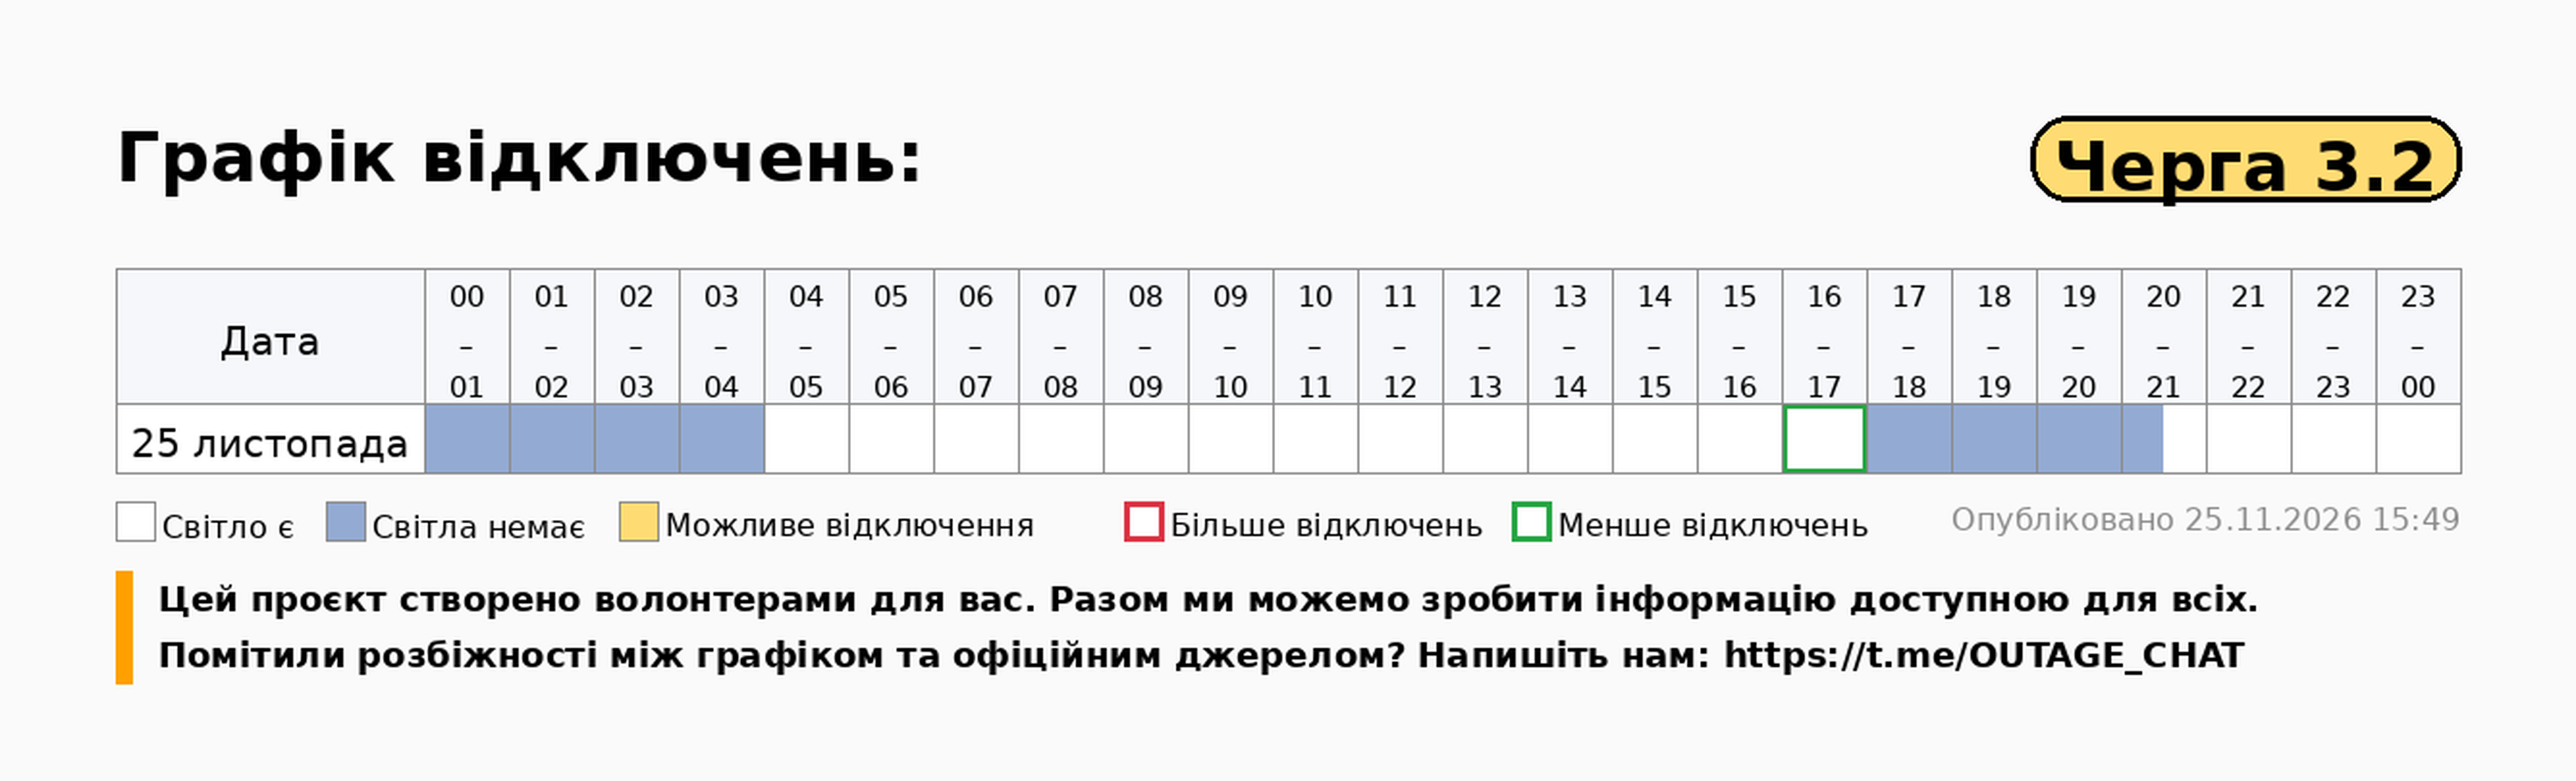 Графік відключень:
Черга 3.2
Дата
00 – 01
01 – 02
02 – 03
03 – 04
04 – 05
05 – 06
06 – 07
07 – 08
08 – 09
09 – 10
10 – 11
11 – 12
12 – 13
13 – 14
14 – 15
15 – 16
16 – 17
17 – 18
18 – 19
19 – 20
20 – 21
21 – 22
22 – 23
23 – 00
25 листопада
Світло є
Світла немає
Можливе відключення
Більше відключень
Менше відключень
Опубліковано 25.11.2026 15:49
Цей проєкт створено волонтерами для вас. Разом ми можемо зробити інформацію доступною для всіх.
Помітили розбіжності між графіком та офіційним джерелом? Напишіть нам: https://t.me/OUTAGE_CHAT